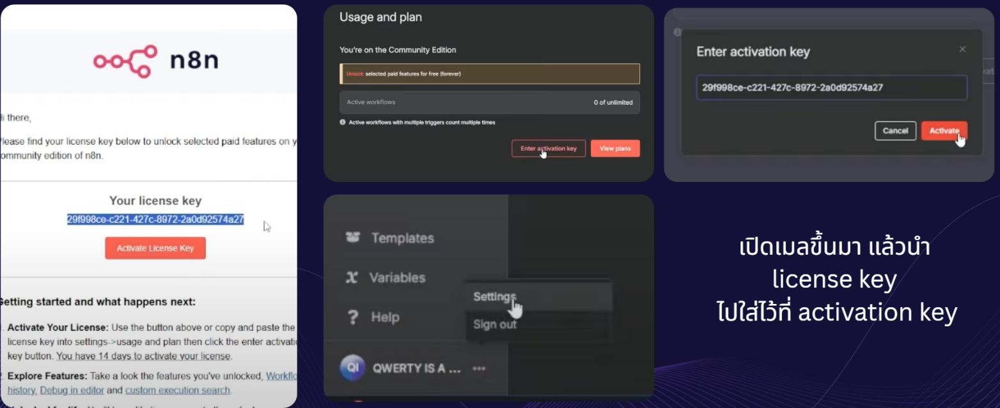 n8n
Hi there,
Please find your license key below to unlock selected paid features on
community edition of n8n.
Your license key
29f998ce-c221-427c-8972-2a0d92574a27
Activate License Key
Getting started and what happens next:
Activate Your License: Use the button above or copy and paste the
license key into settings->usage and plan then click the enter
key button. You have 14 days to activate your license.
Explore Features: Take a look the features you've unlocked,
history, Debug in editor and custom execution search.
Usage and plan
You're on the Community Edition
Unlock selected paid features for free (forever)
Active workflows 0 of unlimited
Active workflows with multiple triggers count multiple times
Enter activation key View plans
Enter activation key
29f998ce-c221-427c-8972-2a0d92574a27
Cancel Activate
Templates
Variables
Settings
? Help
Sign out
QI QWERTY IS A ...
เปิดเมลขึ้นมา แล้วนำ
license key
ไปใส่ไว้ที่ activation key